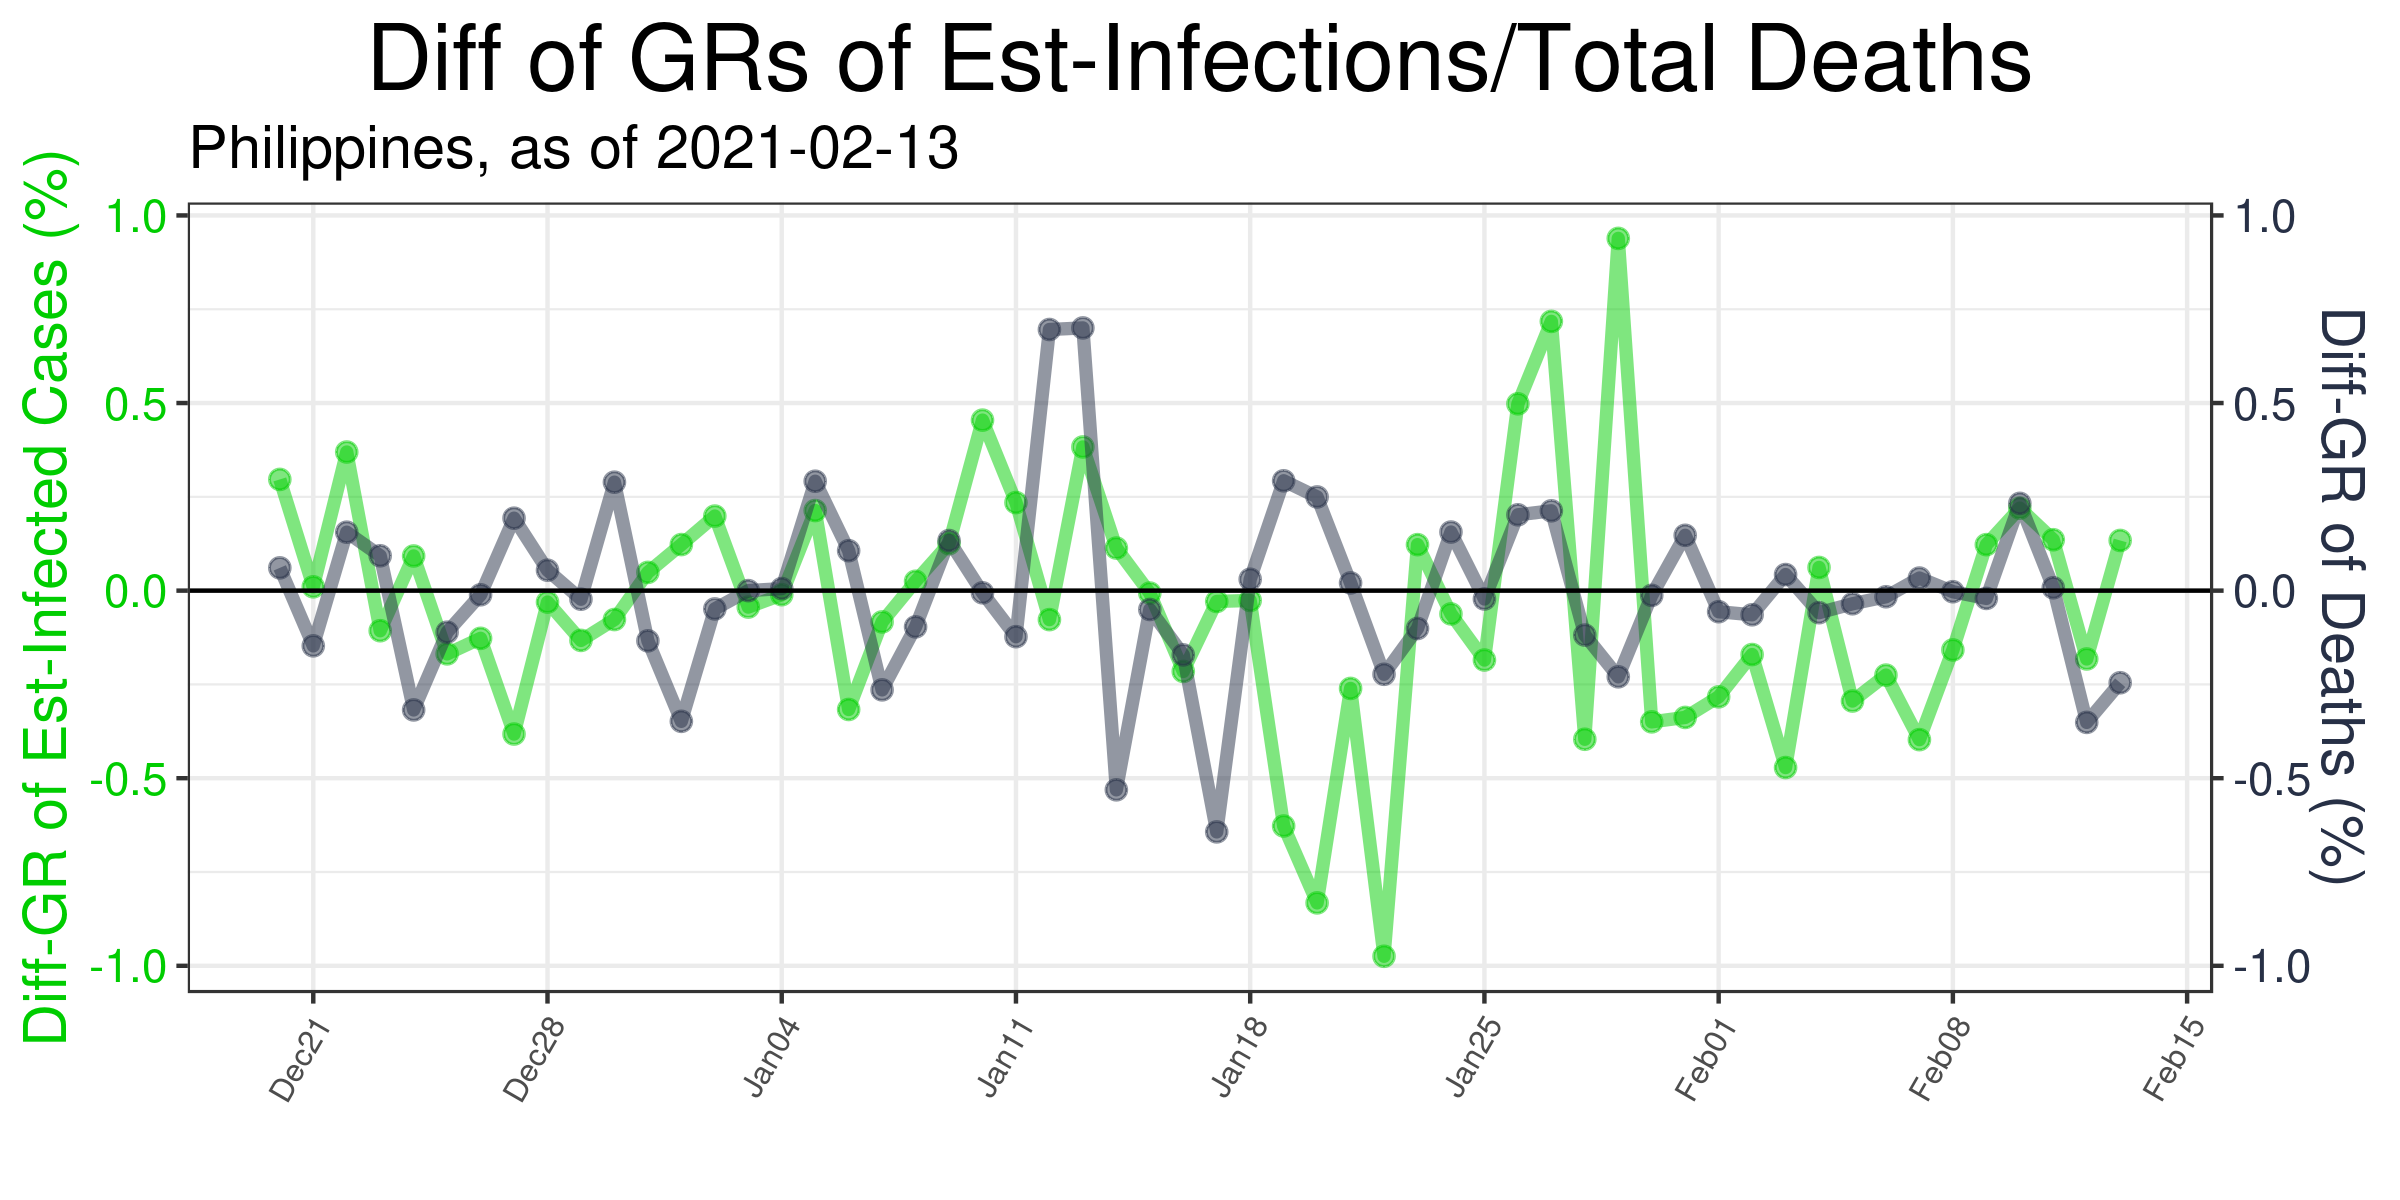 Diff of GRs of Est-Infections/Total Deaths
Philippines, as of 2021-02-13
Diff-GR of Est-Infected Cases (%)
1.0
0.5
0.0
-0.5
-1.0
1.0
0.5
0.0
-0.5
-1.0
Diff-GR of Deaths (%)
Dec21
Dec28
Jan04
Jan11
Jan18
Jan25
Feb01
Feb08
Feb15